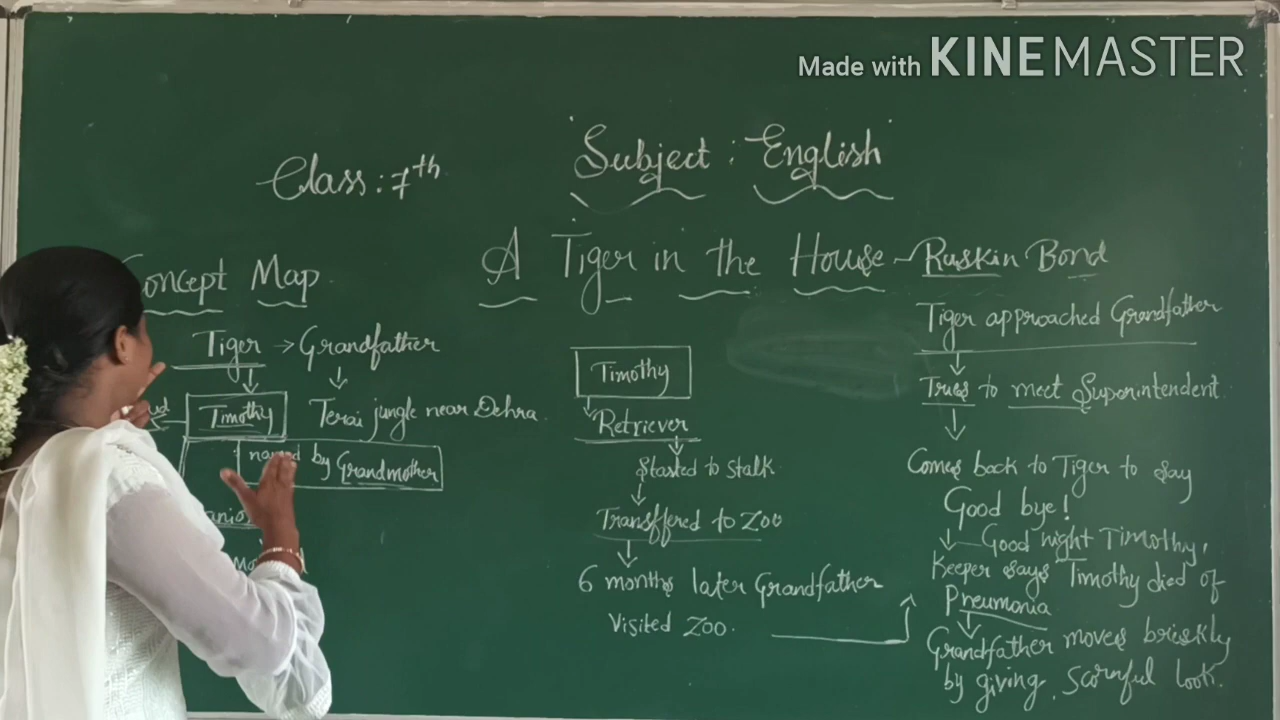 Made with KINEMASTER
Class : 7th
Subject : English
A Tiger in the House - Ruskin Bond
Concept Map
Tiger → Grandfather
Timothy
Terai jungle near Dehra
named by Grandmother
Timothy
Retriever
Started to stalk
Transffered to Zoo
6 months later Grandfather
Visited Zoo.
Tiger approached Grandfather
Tries to meet Superintendent
Comes back to Tiger to say
Good bye!
Good night Timothy,
Keeper says Timothy died of
Pneumonia
Grandfather moves briskly
by giving scornful look.